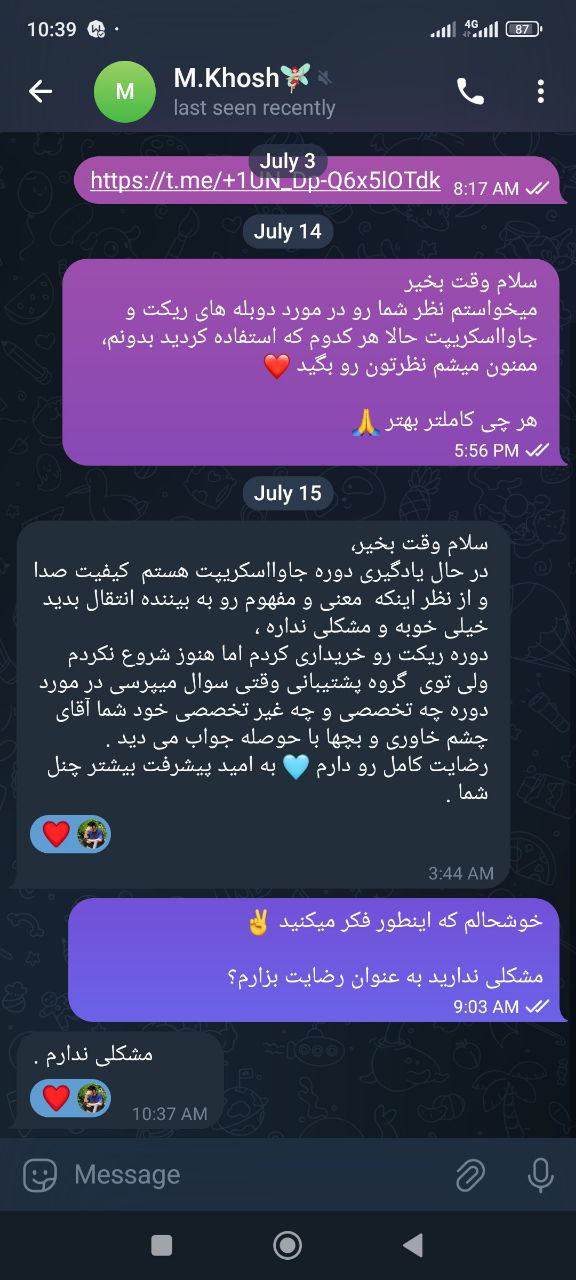 10:39
4G
87
M
M.Khosh
last seen recently
July 3
https://t.me/+1UN_Dp-Q6x5lOTdk
8:17 AM
July 14
سلام وقت بخیر
میخواستم نظر شما رو در مورد دوبله های ریکت و
جاوااسکریپت حالا هر کدوم که استفاده کردید بدونم،
ممنون میشم نظرتون رو بگید ❤️
هر چی کاملتر بهتر 🙏
5:56 PM
July 15
سلام وقت بخیر،
در حال یادگیری دوره جاوااسکریپت هستم کیفیت صدا
و از نظر اینکه معنی و مفهوم رو به بیننده انتقال بدید
خیلی خوبه و مشکلی نداره ،
دوره ریکت رو خریداری کردم اما هنوز شروع نکردم
ولی توی گروه پشتیبانی وقتی سوال میپرسی در مورد
دوره چه تخصصی و چه غیر تخصصی خود شما آقای
چشم خاوری و بچها با حوصله جواب می دید .
رضایت کامل رو دارم 🩵 به امید پیشرفت بیشتر چنل
شما .
3:44 AM
خوشحالم که اینطور فکر میکنید ✌️
مشکلی ندارید به عنوان رضایت بزارم؟
9:03 AM
مشکلی ندارم .
10:37 AM
Message